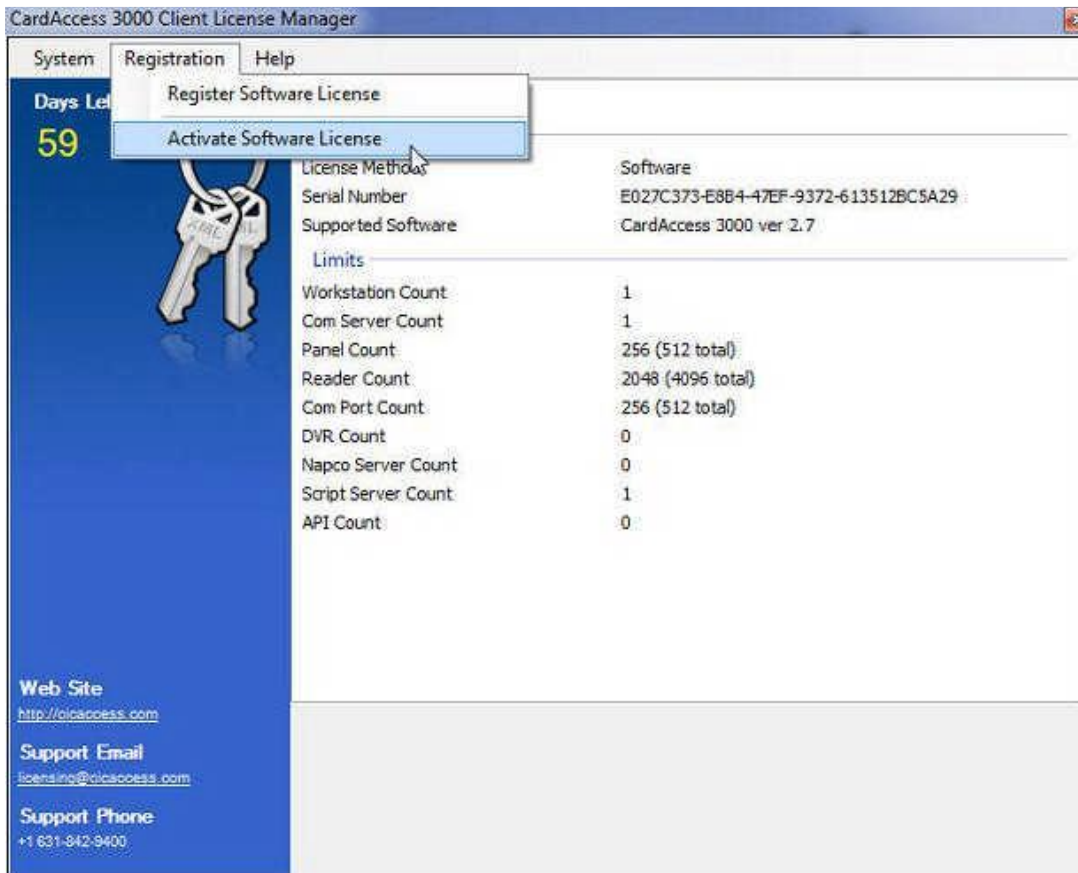 CardAccess 3000 Client License Manager
System Registration Help
Register Software License
Activate Software License
Days Lef
59
License Method
Software
Serial Number
E027C373-E8B4-47EF-9372-613512BC5A29
Supported Software
CardAccess 3000 ver 2.7
Limits
Workstation Count
1
Com Server Count
1
Panel Count
256 (512 total)
Reader Count
2048 (4096 total)
Com Port Count
256 (512 total)
DVR Count
0
Napco Server Count
0
Script Server Count
1
API Count
0
Web Site
http://cicaccess.com
Support Email
licensing@cicaccess.com
Support Phone
+1 631-842-9400